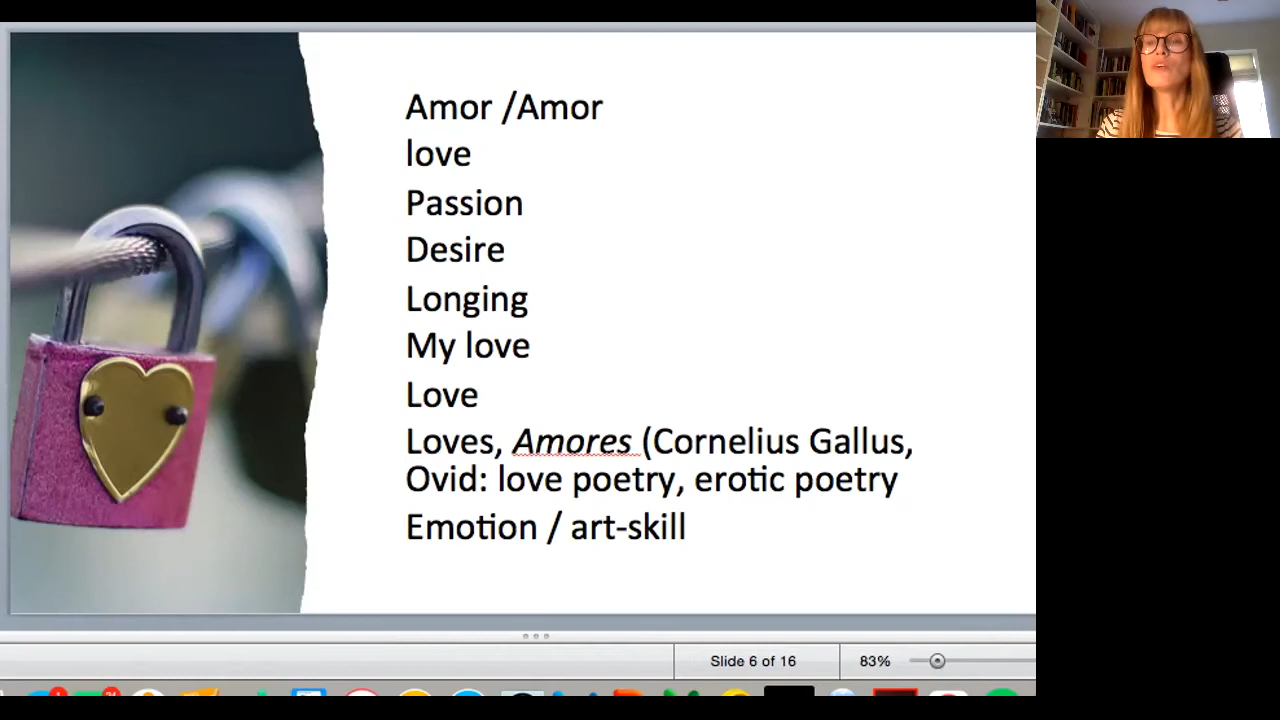 Amor /Amor
love
Passion
Desire
Longing
My love
Love
Loves, Amores (Cornelius Gallus,
Ovid: love poetry, erotic poetry
Emotion / art-skill
Slide 6 of 16
83%